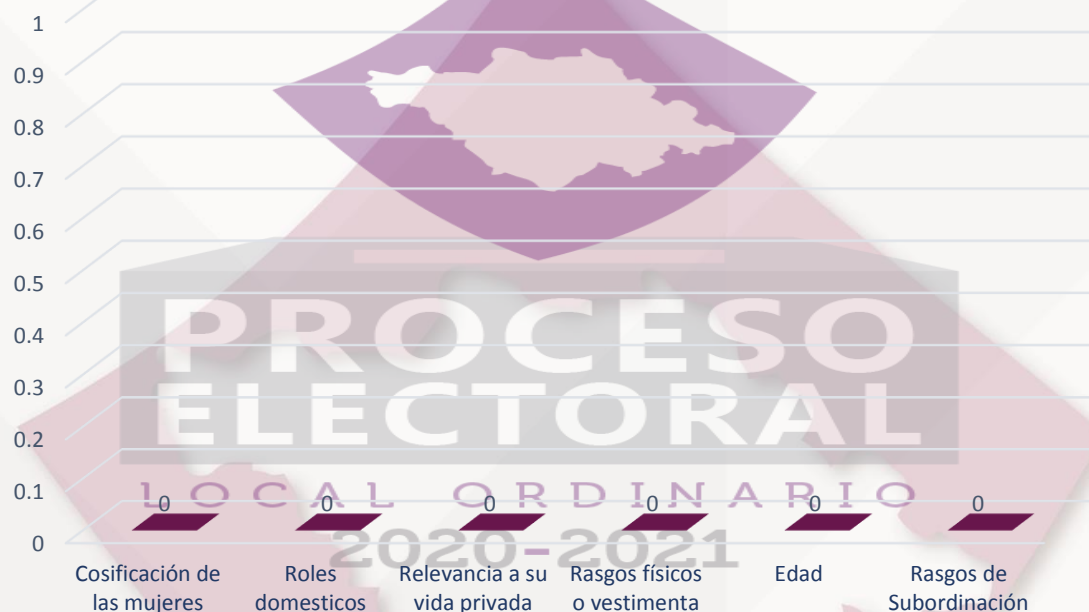 1
0.9
0.8
0.7
0.6
0.5
0.4
0.3
0.2
0.1
0
PROCESO
ELECTORAL
LOCAL ORDINARIO
2020-2021
0 0 0 0 0 0
Cosificación de las mujeres
Roles domesticos
Relevancia a su vida privada
Rasgos físicos o vestimenta
Edad
Rasgos de Subordinación